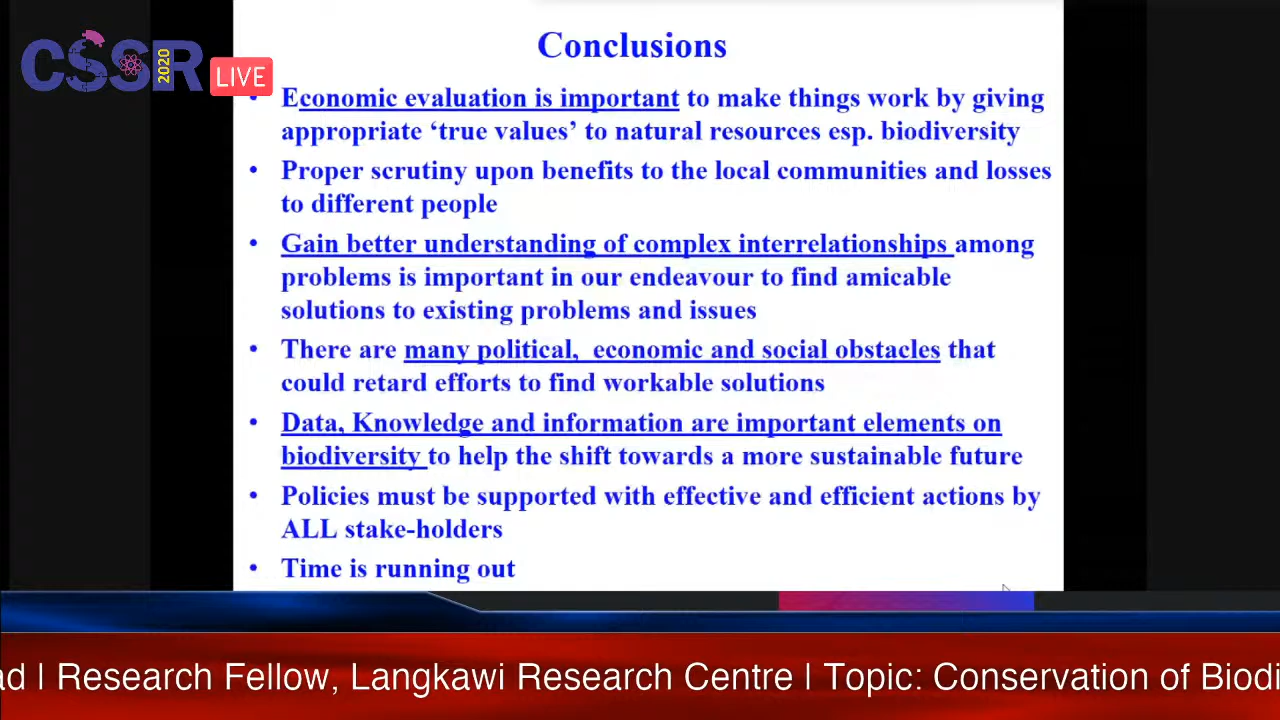 CSSR 2020
LIVE
Conclusions
• Economic evaluation is important to make things work by giving
appropriate ‘true values’ to natural resources esp. biodiversity
• Proper scrutiny upon benefits to the local communities and losses
to different people
• Gain better understanding of complex interrelationships among
problems is important in our endeavour to find amicable
solutions to existing problems and issues
• There are many political, economic and social obstacles that
could retard efforts to find workable solutions
• Data, Knowledge and information are important elements on
biodiversity to help the shift towards a more sustainable future
• Policies must be supported with effective and efficient actions by
ALL stake-holders
• Time is running out
ad | Research Fellow, Langkawi Research Centre | Topic: Conservation of Biodi